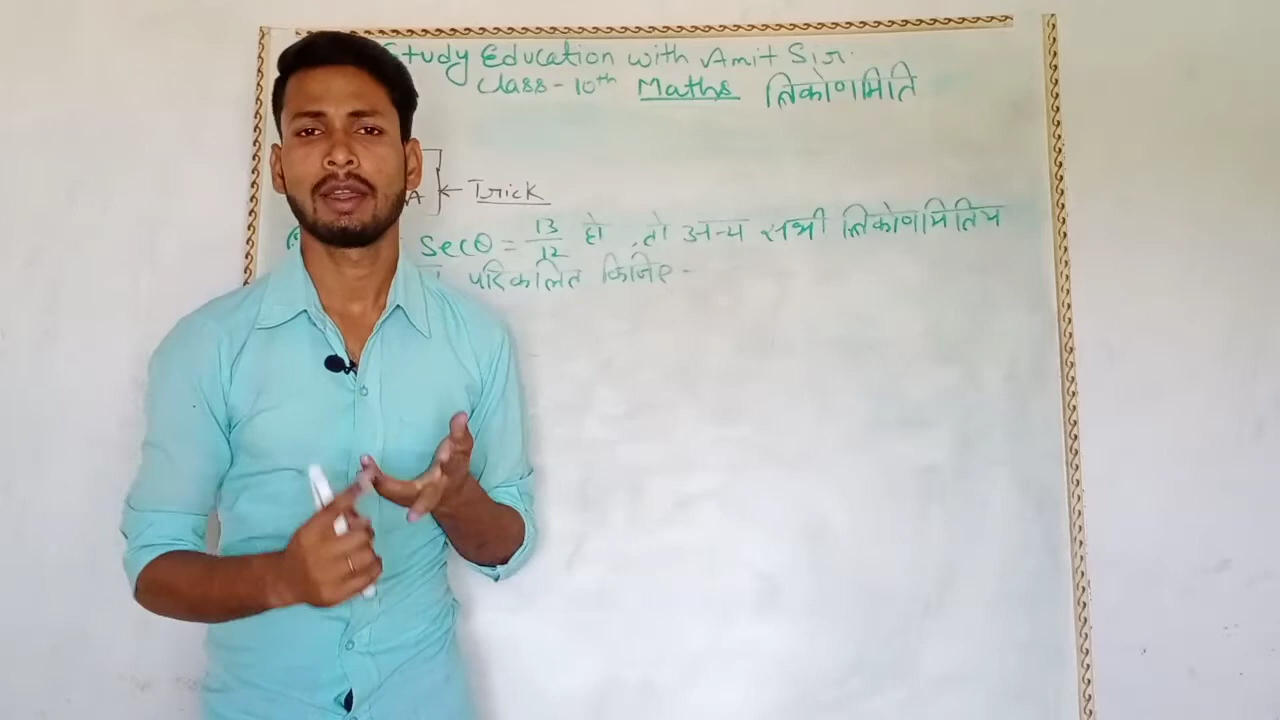 Study Education with Amit Sir.
Class-10th Maths त्रिकोणमिति
A ← Trick
secθ = 13/12 हो ,तो अन्य सभी त्रिकोणमितिय
परिकलित किजिए -